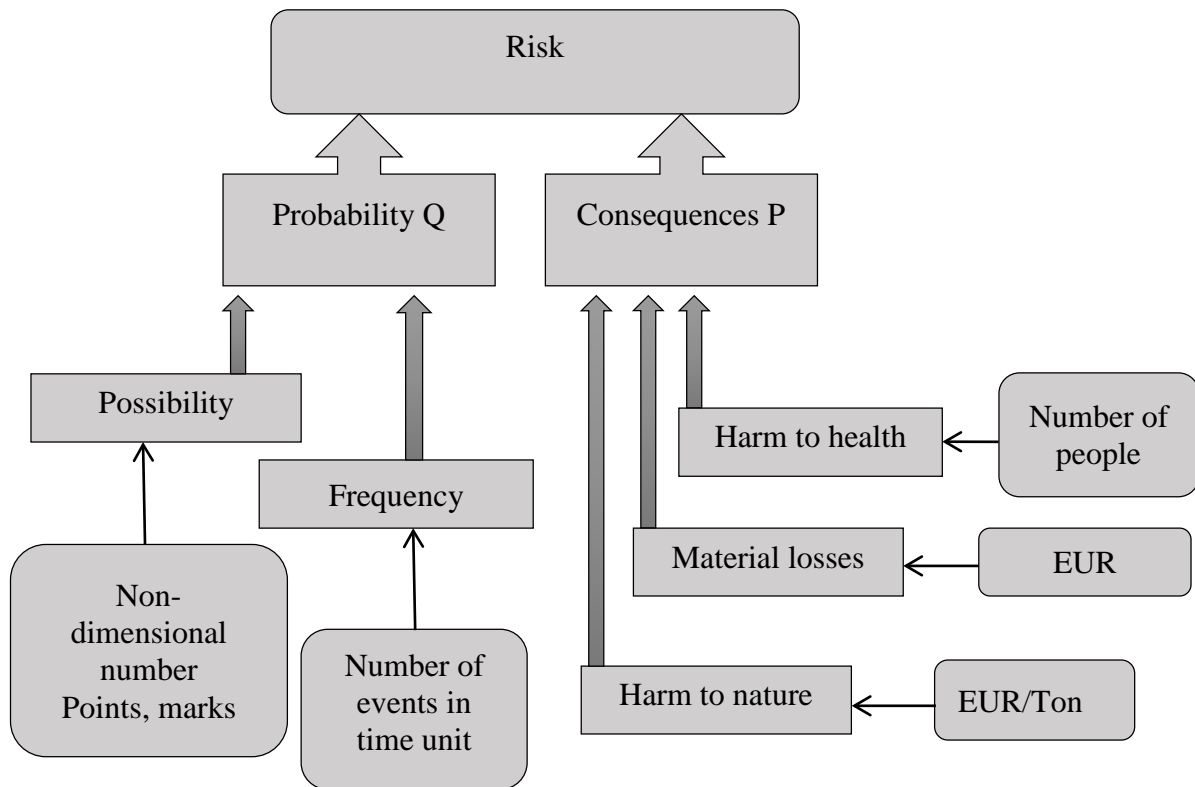 Risk
Probability Q
Consequences P
Possibility
Harm to health
Number of
people
Frequency
Material losses
EUR
Non-
dimensional
number
Points, marks
Number of
events in
time unit
Harm to nature
EUR/Ton